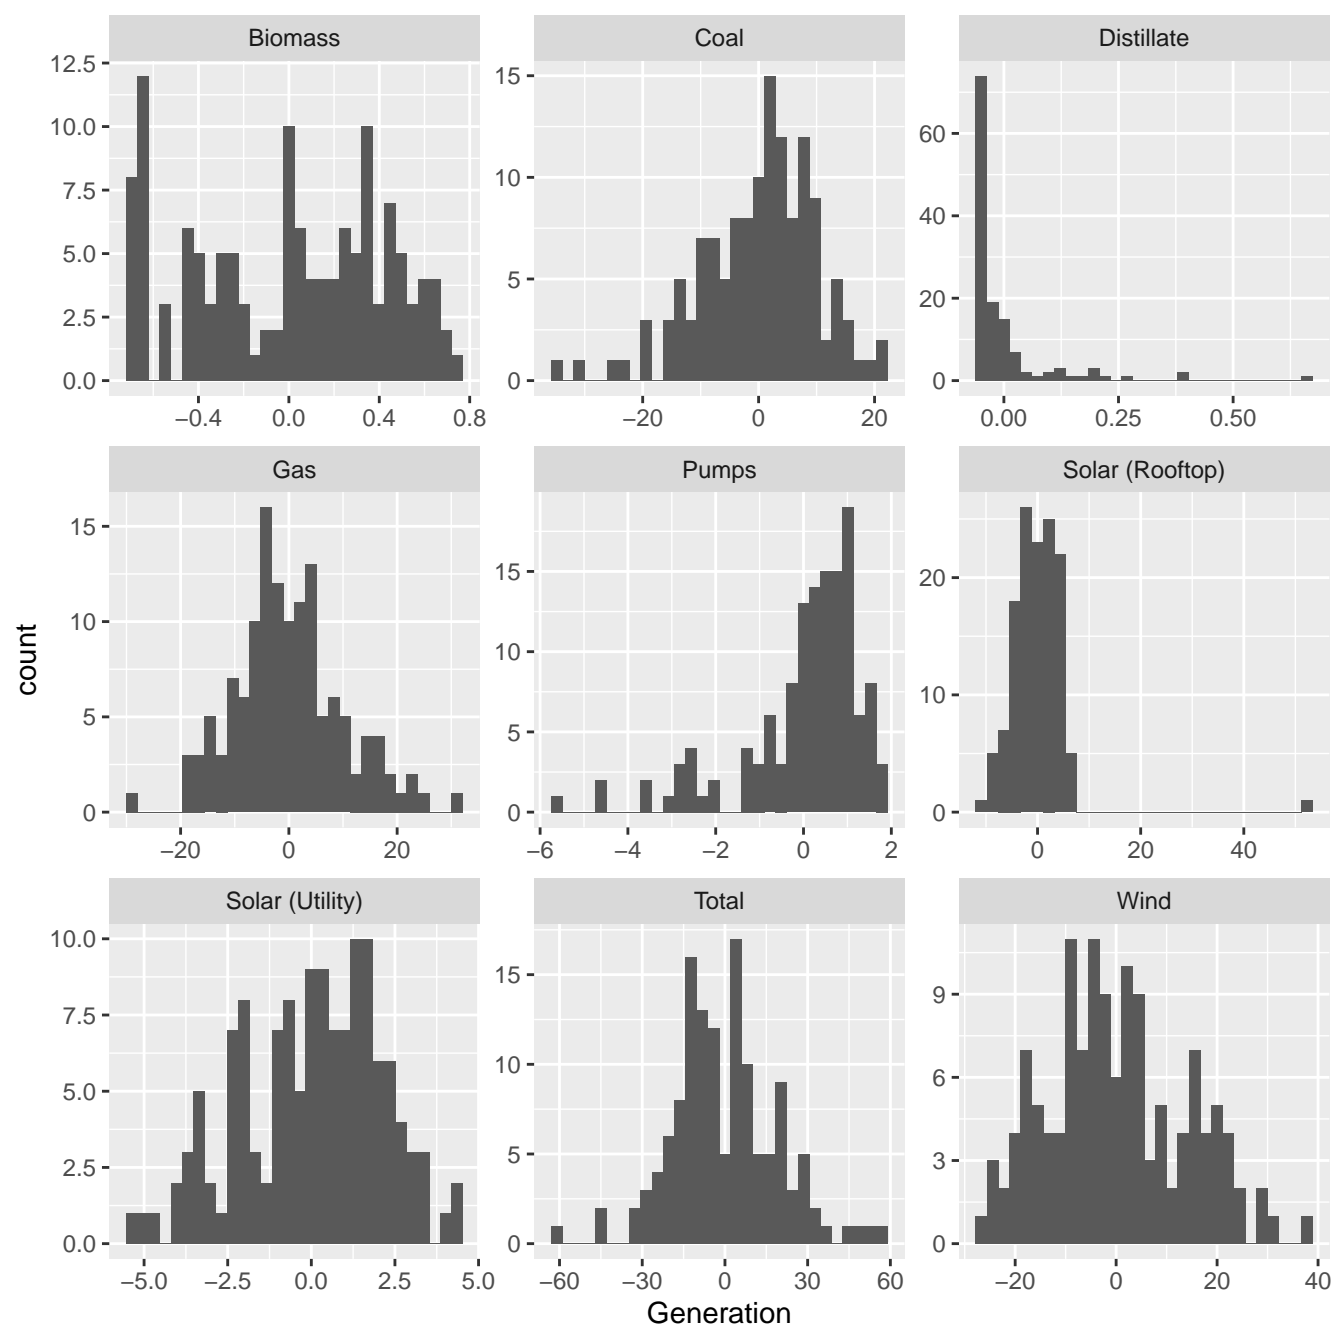 Biomass
Coal
Distillate
12.5
10.0
7.5
5.0
2.5
0.0
−0.4 0.0 0.4 0.8
15
10
5
0
−20 0 20
60
40
20
0
0.00 0.25 0.50
Gas
Pumps
Solar (Rooftop)
15
10
5
0
−20 0 20
15
10
5
0
−6 −4 −2 0 2
20
10
0
0 20 40
Solar (Utility)
Total
Wind
10.0
7.5
5.0
2.5
0.0
−5.0 −2.5 0.0 2.5 5.0
15
10
5
0
−60 −30 0 30 60
9
6
3
0
−20 0 20 40
count
Generation